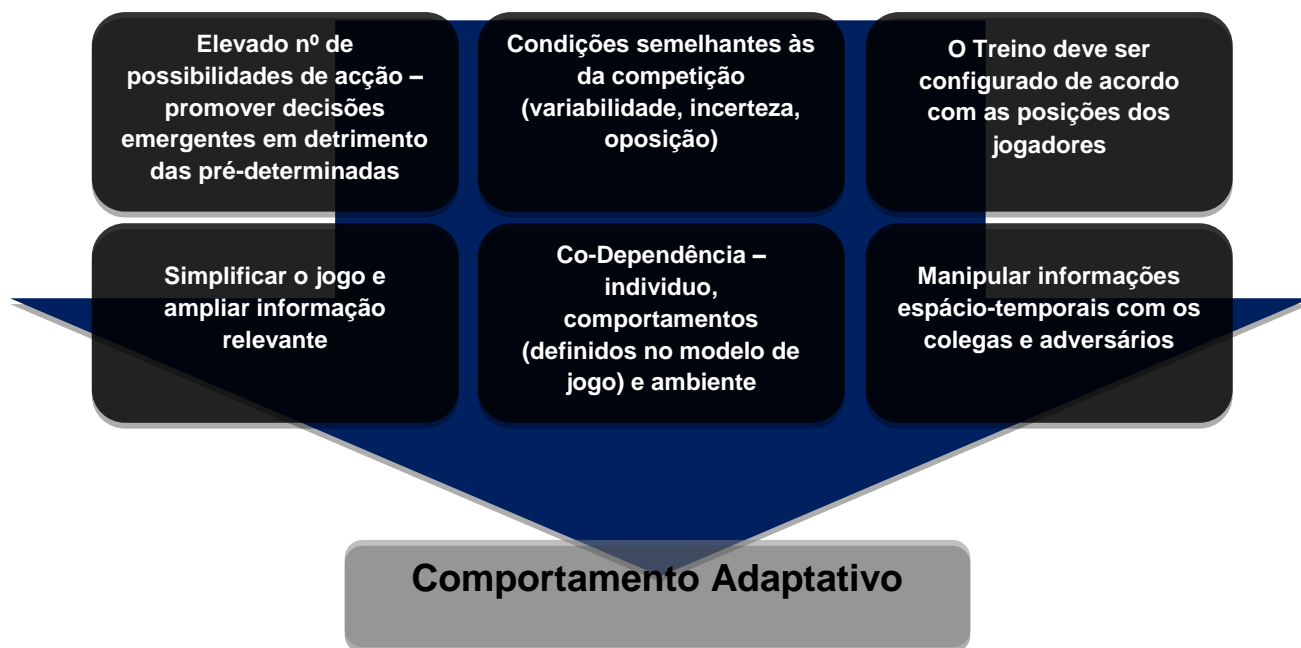 Elevado nº de
possibilidades de acção –
promover decisões
emergentes em detrimento
das pré-determinadas
Condições semelhantes às
da competição
(variabilidade, incerteza,
oposição)
O Treino deve ser
configurado de acordo
com as posições dos
jogadores
Simplificar o jogo e
ampliar informação
relevante
Co-Dependência –
individuo,
comportamentos
(definidos no modelo de
jogo) e ambiente
Manipular informações
espácio-temporais com os
colegas e adversários
Comportamento Adaptativo